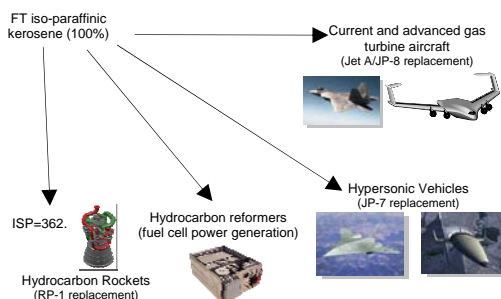 FT iso-paraffinic
kerosene (100%)
Current and advanced gas
turbine aircraft
(Jet A/JP-8 replacement)
Hypersonic Vehicles
(JP-7 replacement)
Hydrocarbon reformers
(fuel cell power generation)
ISP=362.
Hydrocarbon Rockets
(RP-1 replacement)